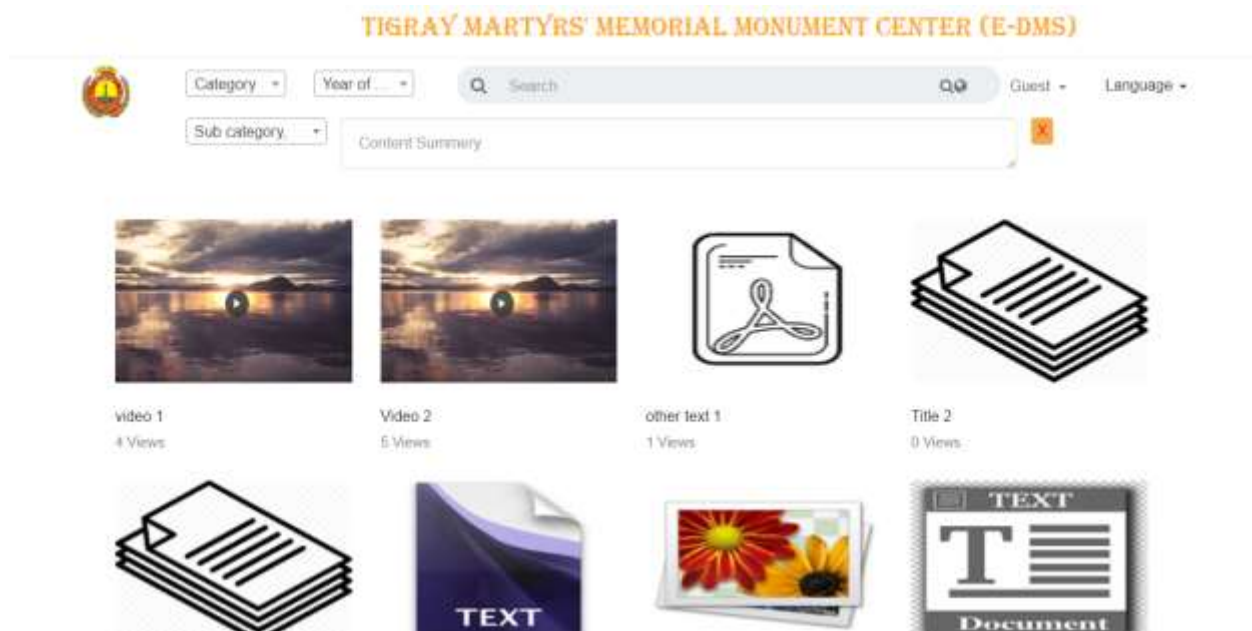 TIGRAY MARTYRS' MEMORIAL MONUMENT CENTER (E-DMS)
Category Year of ... Search Guest Language
Sub category. Content Summery X
video 1 Video 2 other text 1 Title 2
4 Views 5 Views 1 Views 0 Views
TEXT
TEXT
T
Document